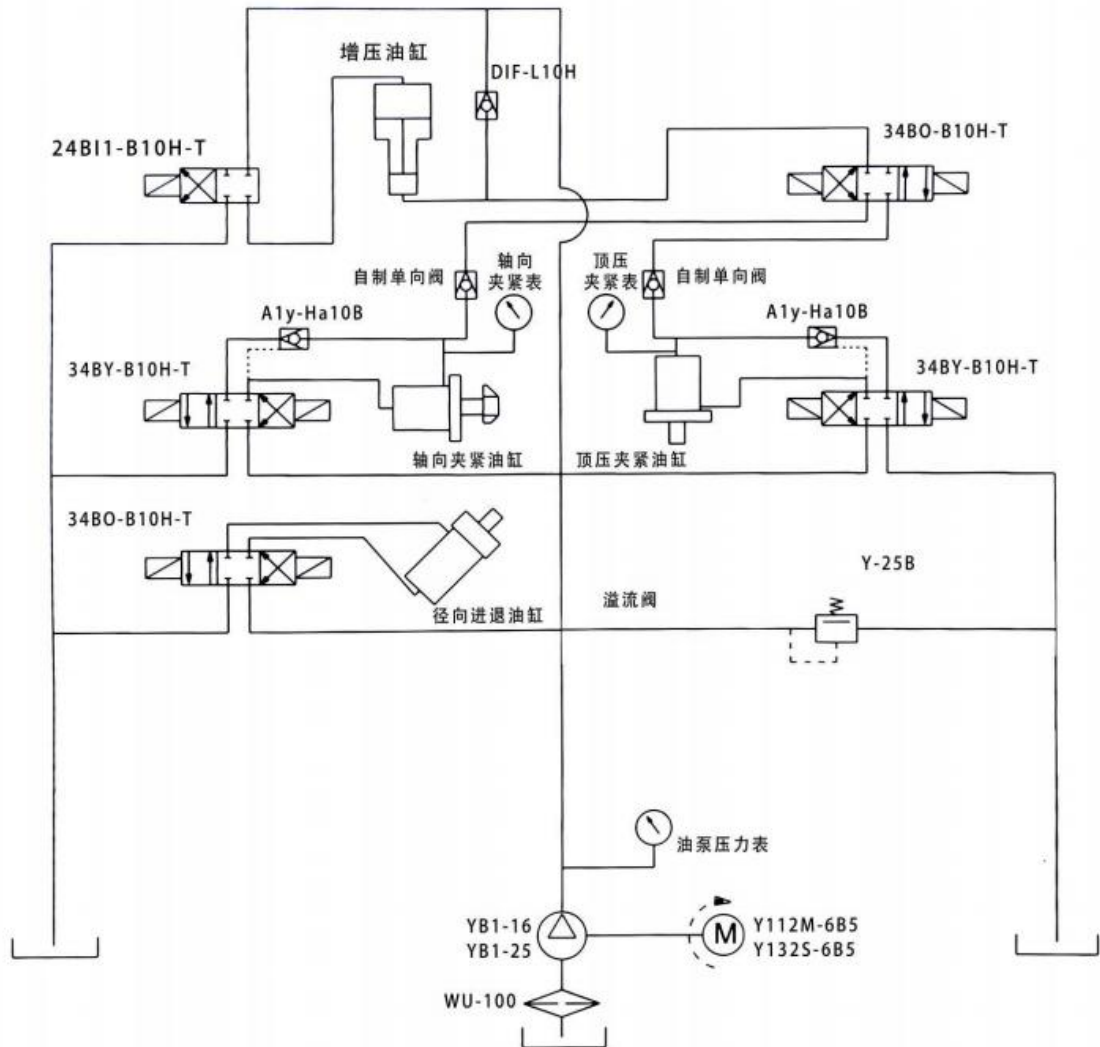 增压油缸
DIF-L10H
34BO-B10H-T
24BI1-B10H-T
自制单向阀
轴向
夹紧表
顶压
夹紧表
自制单向阀
A1y-Ha10B
A1y-Ha10B
34BY-B10H-T
34BY-B10H-T
轴向夹紧油缸
顶压夹紧油缸
34BO-B10H-T
Y-25B
径向进退油缸
溢流阀
油泵压力表
YB1-16
YB1-25
M
Y112M-6B5
Y132S-6B5
WU-100